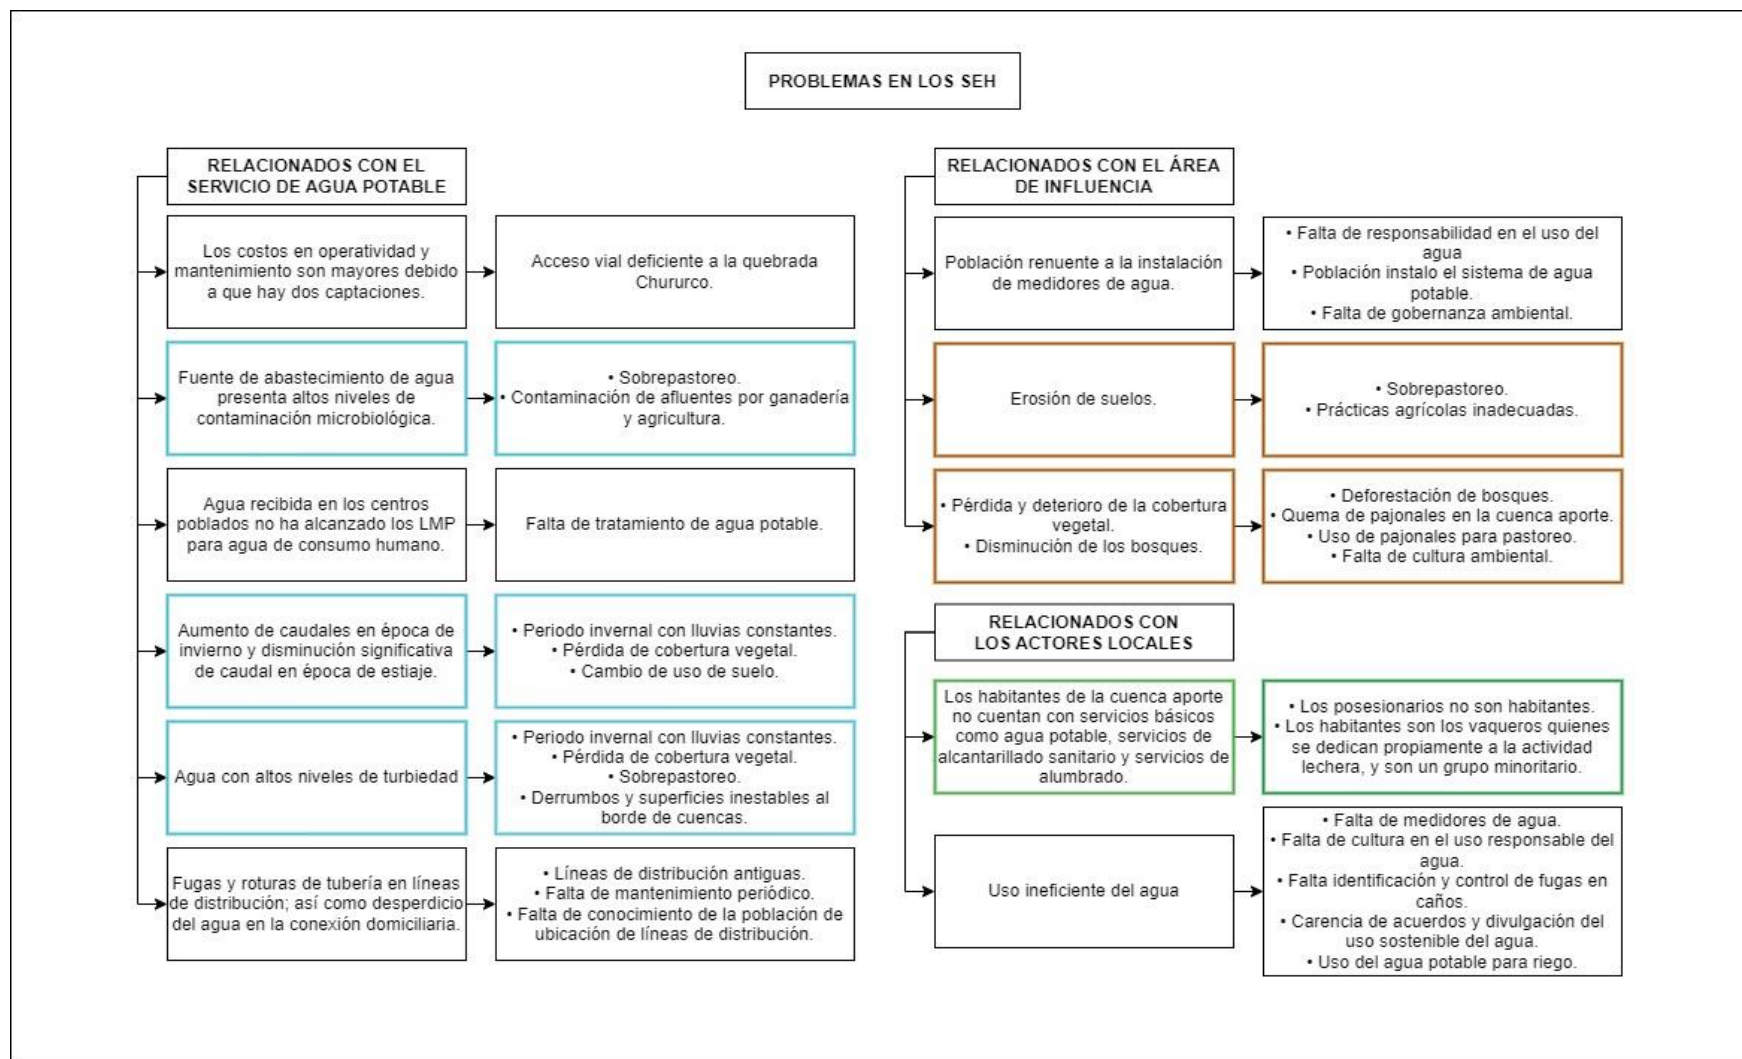 PROBLEMAS EN LOS SEH
RELACIONADOS CON EL
SERVICIO DE AGUA POTABLE
Los costos en operatividad y
mantenimiento son mayores debido
a que hay dos captaciones.
Acceso vial deficiente a la quebrada
Chururco.
Fuente de abastecimiento de agua
presenta altos niveles de
contaminación microbiológica.
• Sobrepastoreo.
• Contaminación de afluentes por ganadería
y agricultura.
Agua recibida en los centros
poblados no ha alcanzado los LMP
para agua de consumo humano.
Falta de tratamiento de agua potable.
Aumento de caudales en época de
invierno y disminución significativa
de caudal en época de estiaje.
• Periodo invernal con lluvias constantes.
• Pérdida de cobertura vegetal.
• Cambio de uso de suelo.
Agua con altos niveles de turbiedad
• Periodo invernal con lluvias constantes.
• Pérdida de cobertura vegetal.
• Sobrepastoreo.
• Derrumbos y superficies inestables al
borde de cuencas.
Fugas y roturas de tubería en líneas
de distribución; así como desperdicio
del agua en la conexión domiciliaria.
• Líneas de distribución antiguas.
• Falta de mantenimiento periódico.
• Falta de conocimiento de la población de
ubicación de líneas de distribución.
RELACIONADOS CON EL ÁREA
DE INFLUENCIA
Población renuente a la instalación
de medidores de agua.
• Falta de responsabilidad en el uso del
agua
• Población instalo el sistema de agua
potable.
• Falta de gobernanza ambiental.
Erosión de suelos.
• Sobrepastoreo.
• Prácticas agrícolas inadecuadas.
• Pérdida y deterioro de la cobertura
vegetal.
• Disminución de los bosques.
• Deforestación de bosques.
• Quema de pajonales en la cuenca aporte.
• Uso de pajonales para pastoreo.
• Falta de cultura ambiental.
RELACIONADOS CON
LOS ACTORES LOCALES
Los habitantes de la cuenca aporte
no cuentan con servicios básicos
como agua potable, servicios de
alcantarillado sanitario y servicios de
alumbrado.
• Los posesionarios no son habitantes.
• Los habitantes son los vaqueros quienes
se dedican propiamente a la actividad
lechera, y son un grupo minoritario.
Uso ineficiente del agua
• Falta de medidores de agua.
• Falta de cultura en el uso responsable del
agua.
• Falta identificación y control de fugas en
caños.
• Carencia de acuerdos y divulgación del
uso sostenible del agua.
• Uso del agua potable para riego.